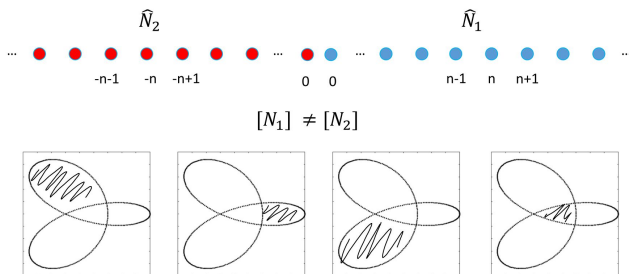 N̂₂ N̂₁
... ... ... ...
-n-1 -n -n+1 0 0 n-1 n n+1
[N₁] ≠ [N₂]